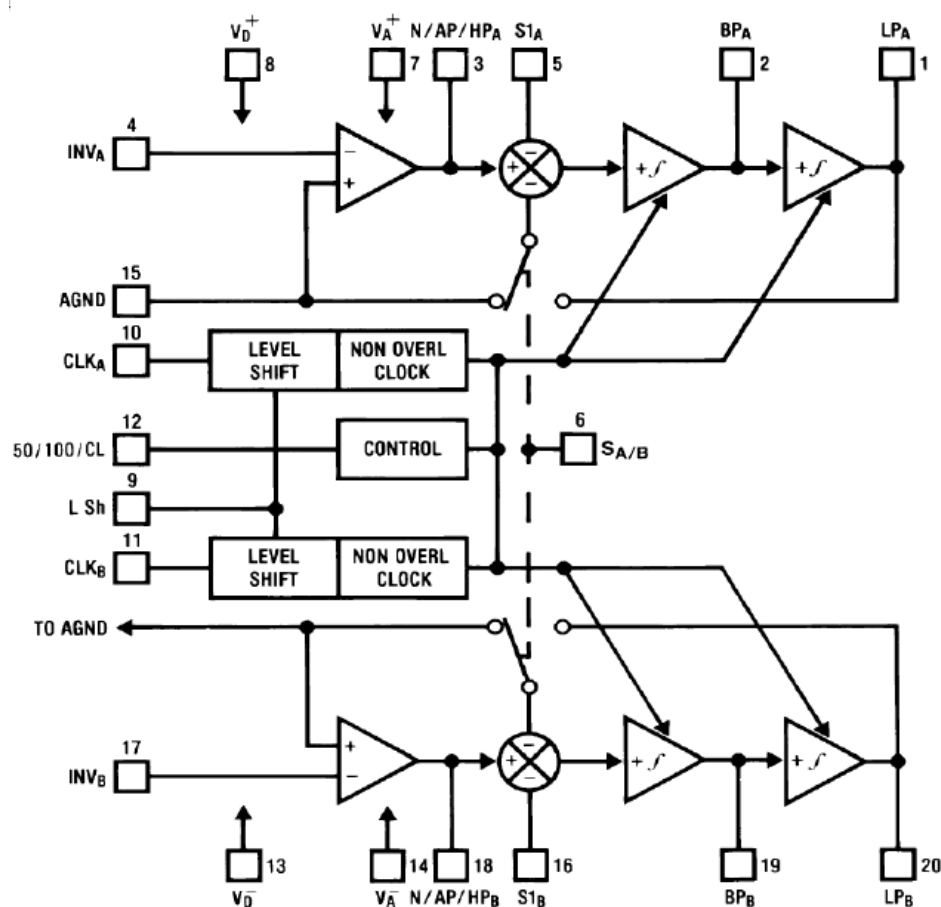 V_D^+ V_A^+ N/AP/HP_A S1_A BP_A LP_A
8 7 3 5 2 1
4
INV_A
− +
+ − −
+∫ +∫
15
AGND
10
CLK_A
LEVEL SHIFT
NON OVERL CLOCK
12
50/100/CL
CONTROL
6
S_A/B
9
L Sh
11
CLK_B
LEVEL SHIFT
NON OVERL CLOCK
TO AGND
17
INV_B
+ −
− + −
+∫ +∫
13 14 18 16 19 20
V_D^− V_A^− N/AP/HP_B S1_B BP_B LP_B